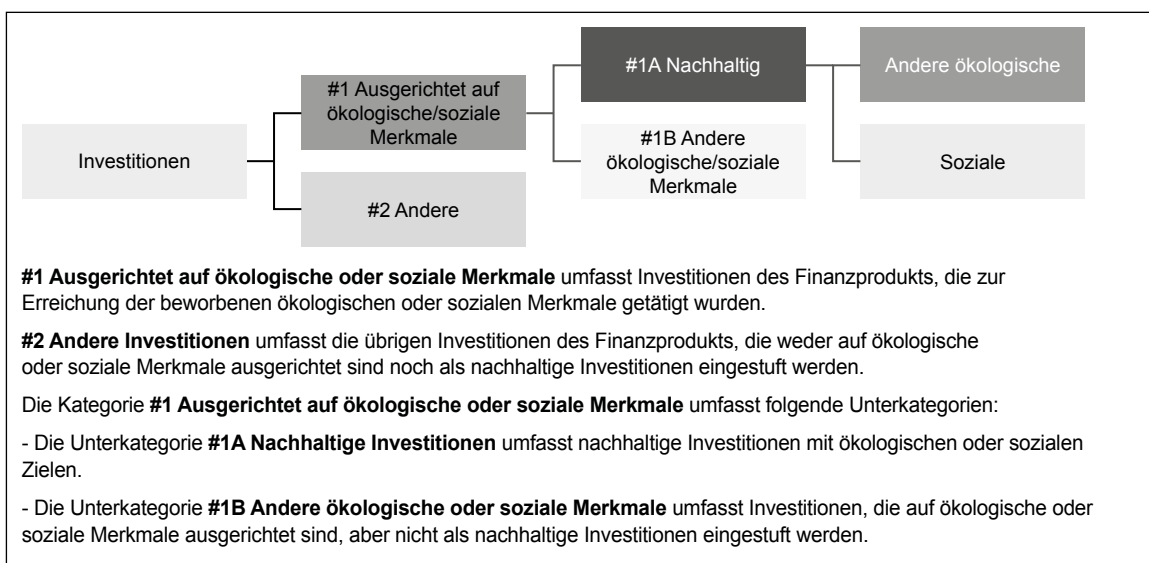 #1A Nachhaltig
Andere ökologische
#1 Ausgerichtet auf
ökologische/soziale
Merkmale
#1B Andere
ökologische/soziale
Merkmale
Investitionen
Soziale
#2 Andere
#1 Ausgerichtet auf ökologische oder soziale Merkmale umfasst Investitionen des Finanzprodukts, die zur
Erreichung der beworbenen ökologischen oder sozialen Merkmale getätigt wurden.
#2 Andere Investitionen umfasst die übrigen Investitionen des Finanzprodukts, die weder auf ökologische
oder soziale Merkmale ausgerichtet sind noch als nachhaltige Investitionen eingestuft werden.
Die Kategorie #1 Ausgerichtet auf ökologische oder soziale Merkmale umfasst folgende Unterkategorien:
- Die Unterkategorie #1A Nachhaltige Investitionen umfasst nachhaltige Investitionen mit ökologischen oder sozialen
Zielen.
- Die Unterkategorie #1B Andere ökologische oder soziale Merkmale umfasst Investitionen, die auf ökologische oder
soziale Merkmale ausgerichtet sind, aber nicht als nachhaltige Investitionen eingestuft werden.